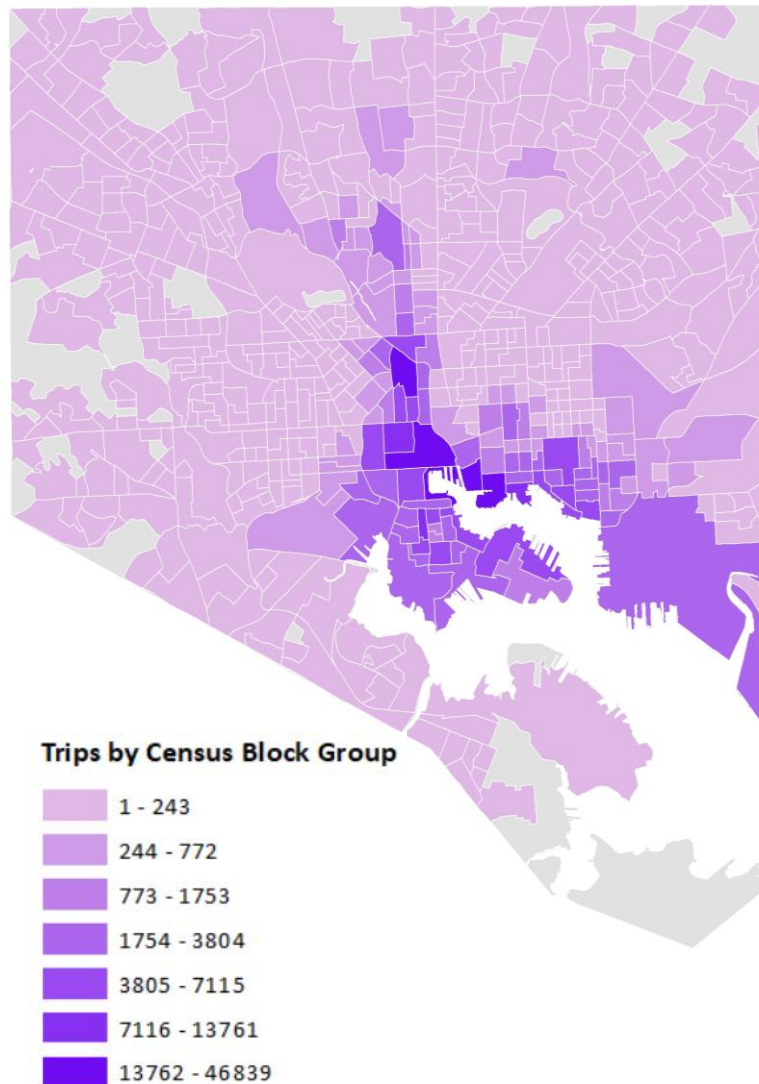 Trips by Census Block Group
1 - 243
244 - 772
773 - 1753
1754 - 3804
3805 - 7115
7116 - 13761
13762 - 46839